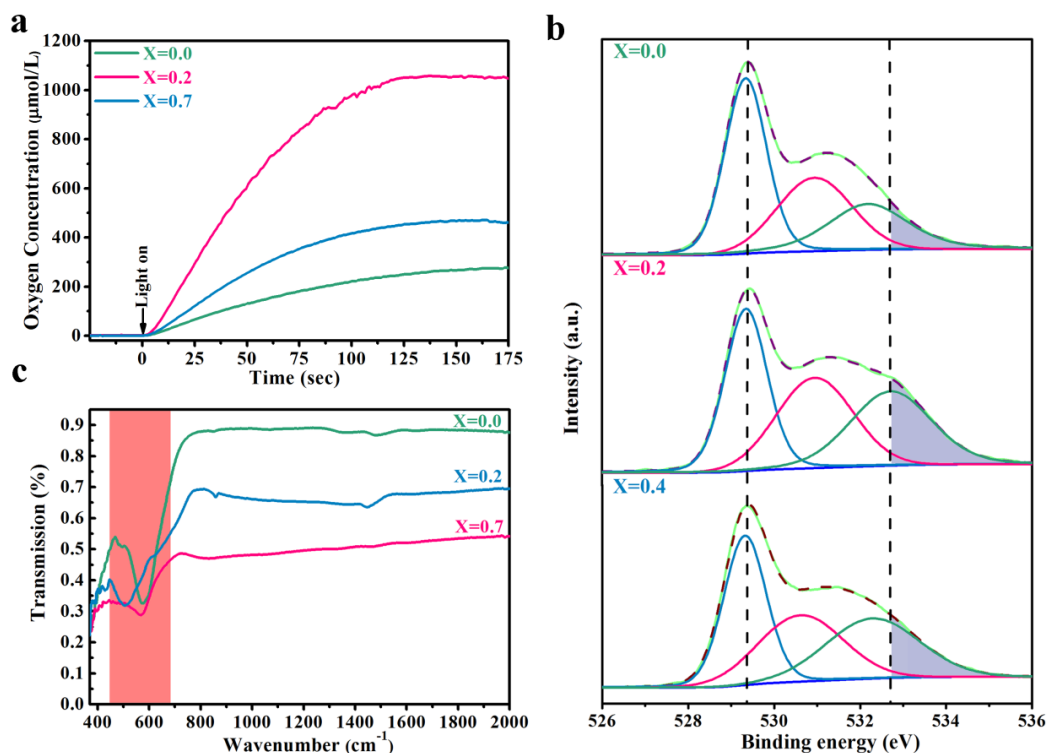 a
1200
1000
800
600
400
200
0
Oxygen Concentration (μmol/L)
X=0.0
X=0.2
X=0.7
Light on
0 25 50 75 100 125 150 175
Time (sec)
b
X=0.0
X=0.2
X=0.4
Intensity (a.u.)
526 528 530 532 534 536
Binding energy (eV)
c
0.9
0.8
0.7
0.6
0.5
0.4
0.3
0.2
0.1
0.0
Transmission (%)
X=0.0
X=0.2
X=0.7
400 600 800 1000 1200 1400 1600 1800 2000
Wavenumber (cm⁻¹)